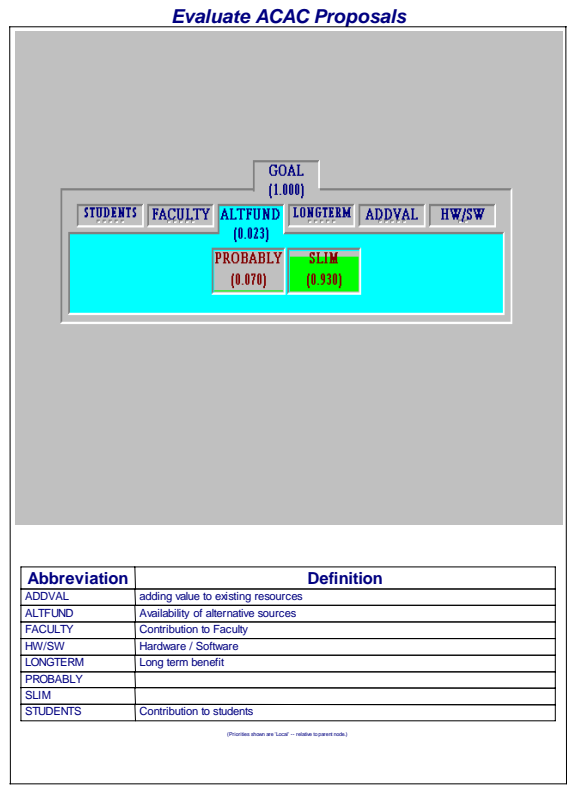 Evaluate ACAC Proposals
GOAL
(1.000)
STUDENTS FACULTY ALTFUND LONGTERM ADDVAL HW/SW
(0.023)
PROBABLY SLIM
(0.070) (0.930)
Abbreviation Definition
ADDVAL adding value to existing resources
ALTFUND Availability of alternative sources
FACULTY Contribution to Faculty
HW/SW Hardware / Software
LONGTERM Long term benefit
PROBABLY
SLIM
STUDENTS Contribution to students
(Priorities shown are 'Local' -- relative to parent node.)